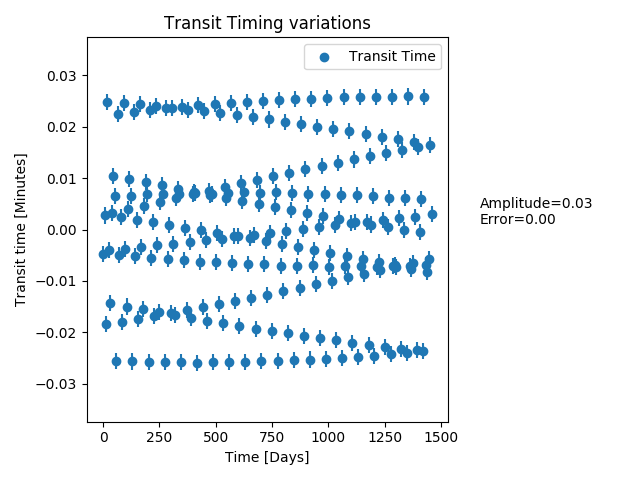 Transit Timing variations
Transit Time
Transit time [Minutes]
0.03
0.02
0.01
0.00
−0.01
−0.02
−0.03
0
250
500
750
1000
1250
1500
Time [Days]
Amplitude=0.03
Error=0.00